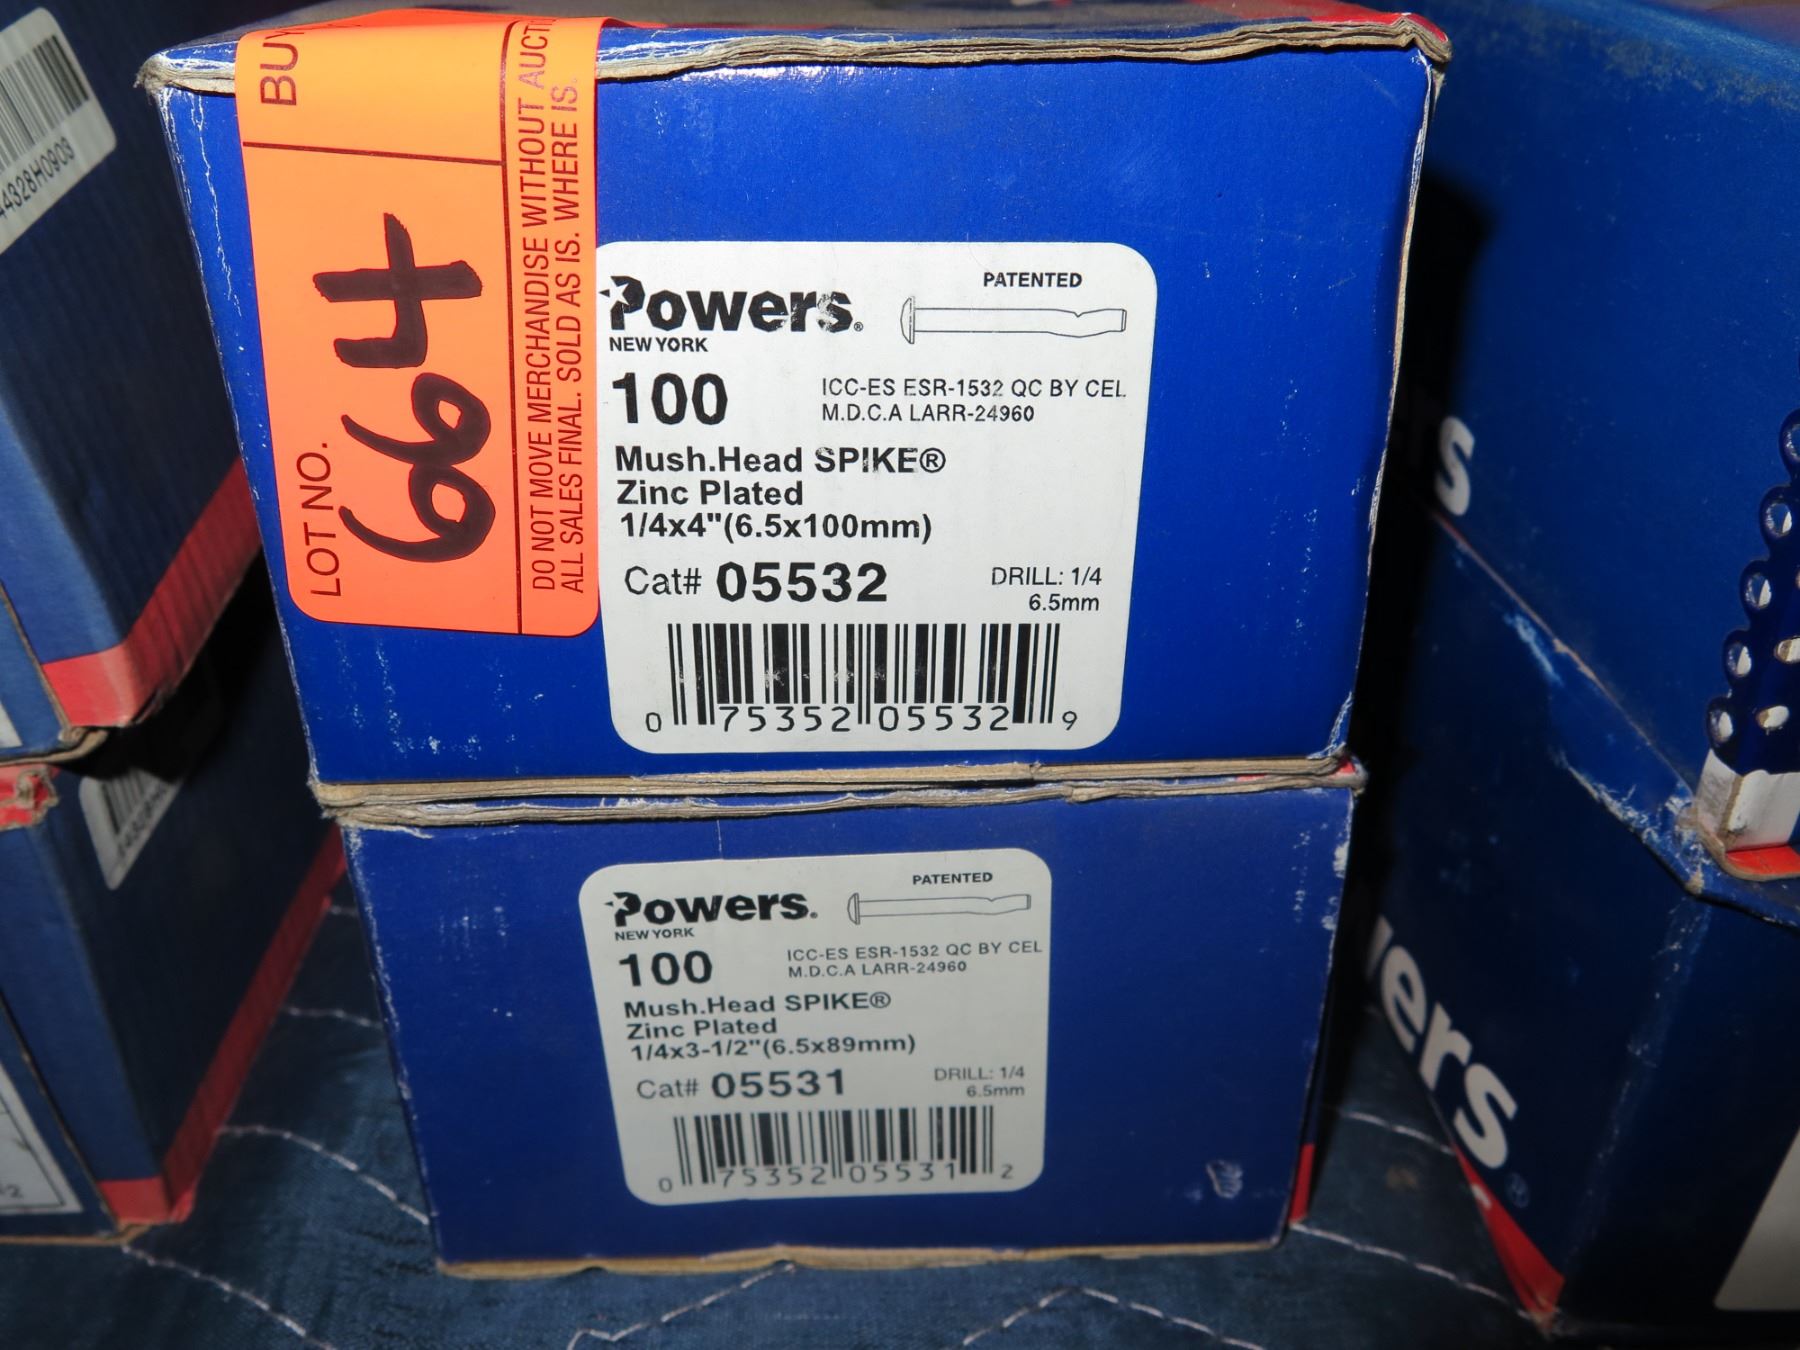 BUY
LOT NO.
664
DO NOT MOVE MERCHANDISE WITHOUT AUCT
ALL SALES FINAL. SOLD AS IS. WHERE IS.
Powers®
NEW YORK
PATENTED
100
ICC-ES ESR-1532 QC BY CEL
M.D.C.A LARR-24960
Mush.Head SPIKE®
Zinc Plated
1/4x4"(6.5x100mm)
Cat# 05532
DRILL: 1/4
6.5mm
0 75352 05532 9
Powers.
NEW YORK
PATENTED
100
ICC-ES ESR-1532 QC BY CEL
M.D.C.A LARR-24960
Mush.Head SPIKE®
Zinc Plated
1/4x3-1/2"(6.5x89mm)
Cat# 05531
DRILL: 1/4
6.5mm
0 75352 05531 2
44328H0903
s
wers®